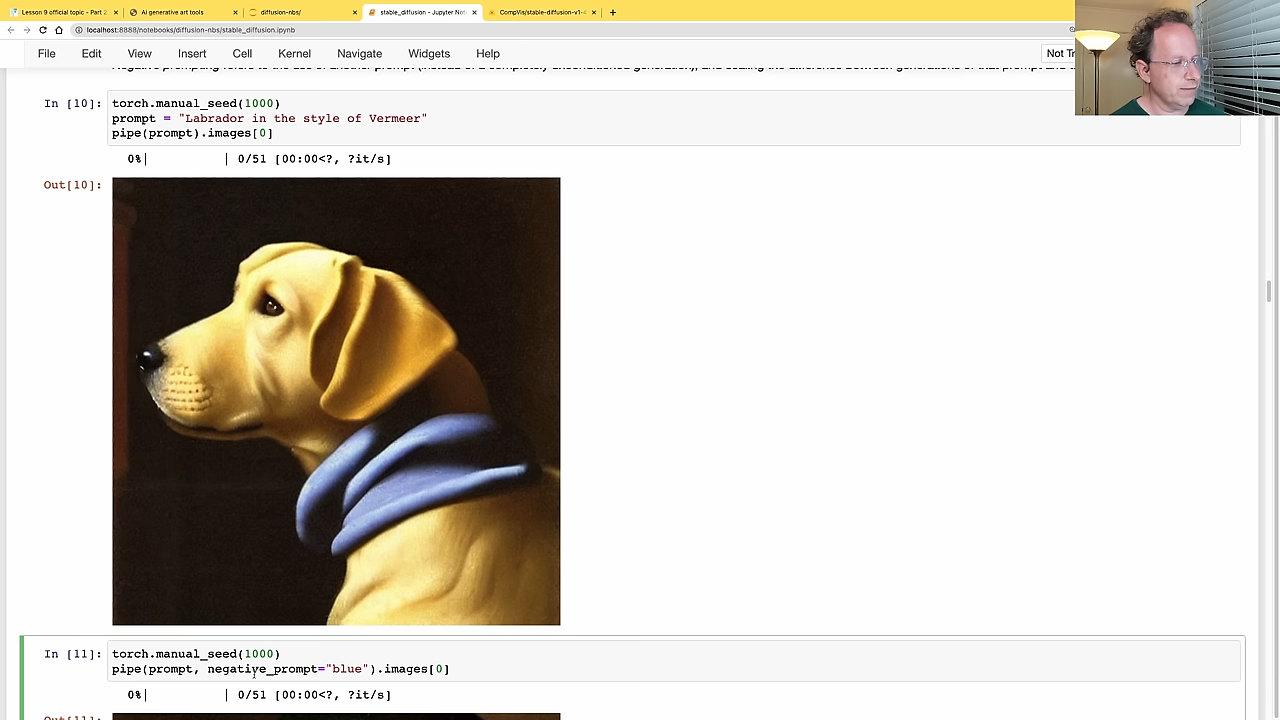 Lesson 9 official topic - Part 2
AI generative art tools
diffusion-nbs/
stable_diffusion - Jupyter Not
CompVis/stable-diffusion-v1-4
localhost:8888/notebooks/diffusion-nbs/stable_diffusion.ipynb
File Edit View Insert Cell Kernel Navigate Widgets Help Not Tr
In [10]: torch.manual_seed(1000)
prompt = "Labrador in the style of Vermeer"
pipe(prompt).images[0]
0%| | 0/51 [00:00<?, ?it/s]
Out[10]:
In [11]: torch.manual_seed(1000)
pipe(prompt, negative_prompt="blue").images[0]
0%| | 0/51 [00:00<?, ?it/s]
Out[11]: